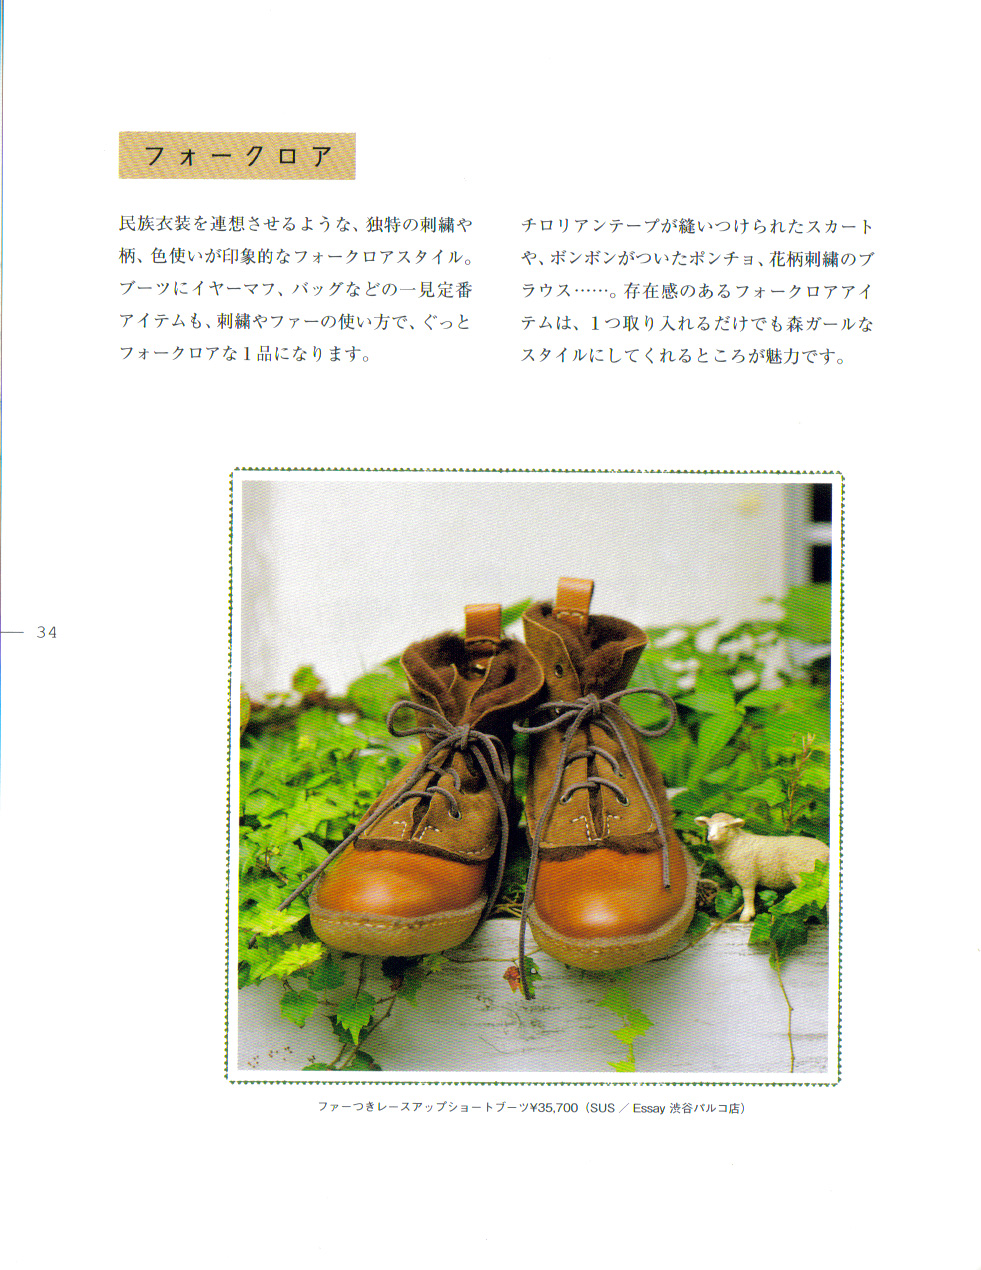 フォークロア
民族衣装を連想させるような、独特の刺繍や
柄、色使いが印象的なフォークロアスタイル。
ブーツにイヤーマフ、バッグなどの一見定番
アイテムも、刺繍やファーの使い方で、ぐっと
フォークロアな１品になります。
チロリアンテープが縫いつけられたスカート
や、ボンボンがついたポンチョ、花柄刺繍のブ
ラウス……。存在感のあるフォークロアアイ
テムは、１つ取り入れるだけでも森ガールな
スタイルにしてくれるところが魅力です。
34
ファーつきレースアップショートブーツ¥35,700（SUS ／ Essay 渋谷パルコ店）